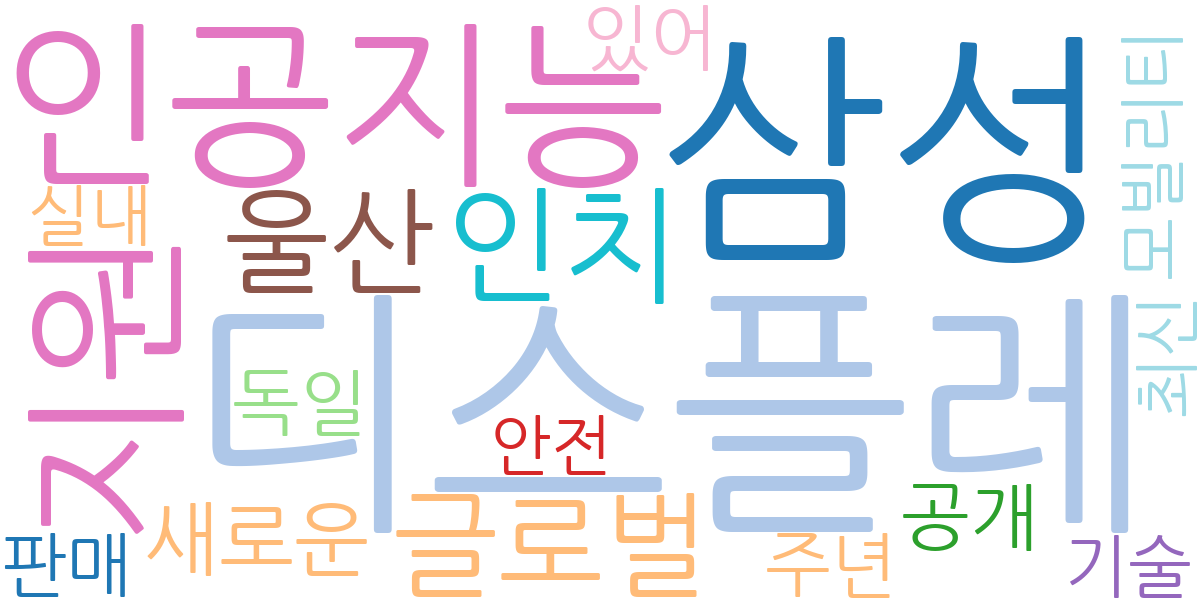 인공지능
있어
삼성
모빌리티
실내
울산
인치
지원
디스플레
최신
독일
안전
새로운
글로벌
공개
판매
주년
기술